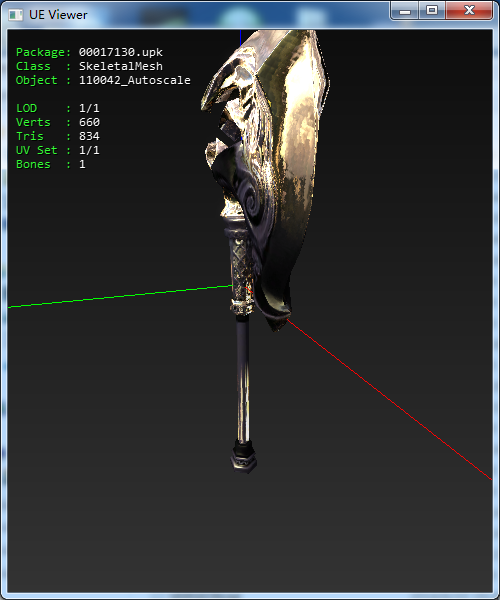 UE Viewer
Package: 00017130.upk
Class : SkeletalMesh
Object : 110042_Autoscale
LOD : 1/1
Verts : 660
Tris : 834
UV Set : 1/1
Bones : 1